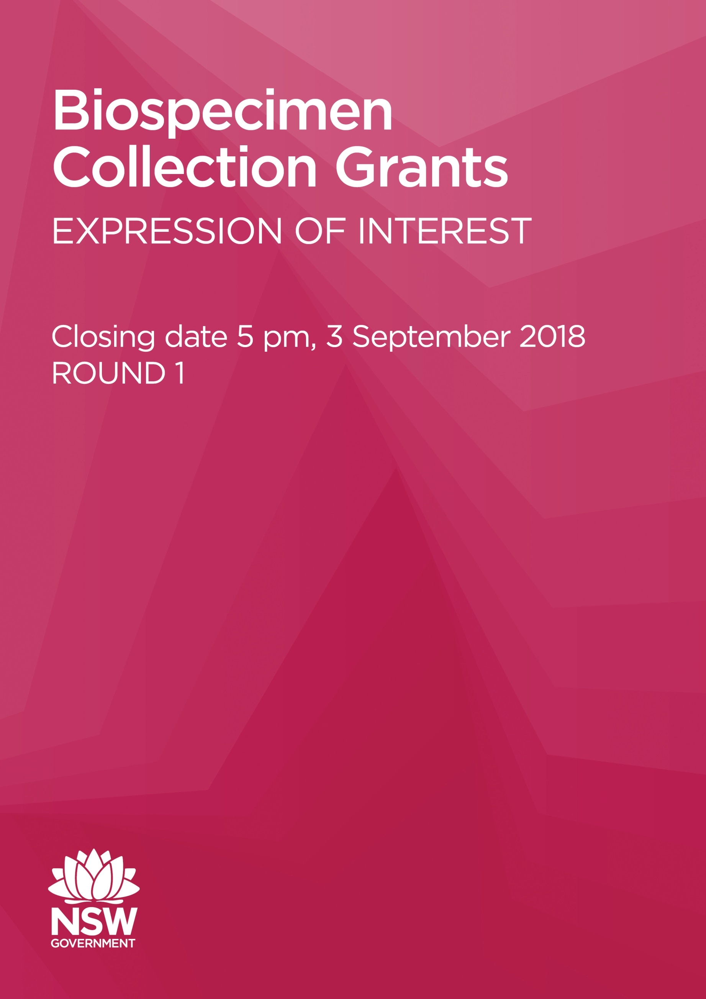 Biospecimen
Collection Grants
EXPRESSION OF INTEREST
Closing date 5 pm, 3 September 2018
ROUND 1
NSW
GOVERNMENT